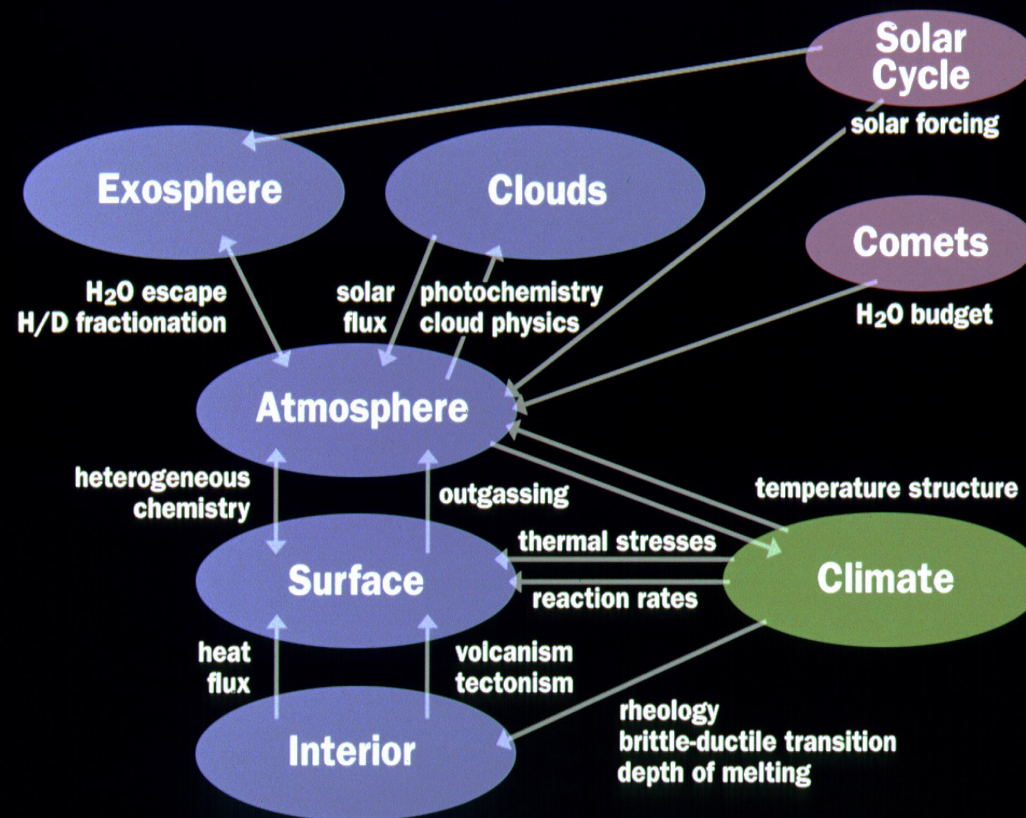 Solar
Cycle
solar forcing
Exosphere
Clouds
Comets
H₂O budget
H₂O escape
H/D fractionation
solar
flux
photochemistry
cloud physics
Atmosphere
heterogeneous
chemistry
outgassing
temperature structure
thermal stresses
Surface
Climate
reaction rates
heat
flux
volcanism
tectonism
Interior
rheology
brittle-ductile transition
depth of melting